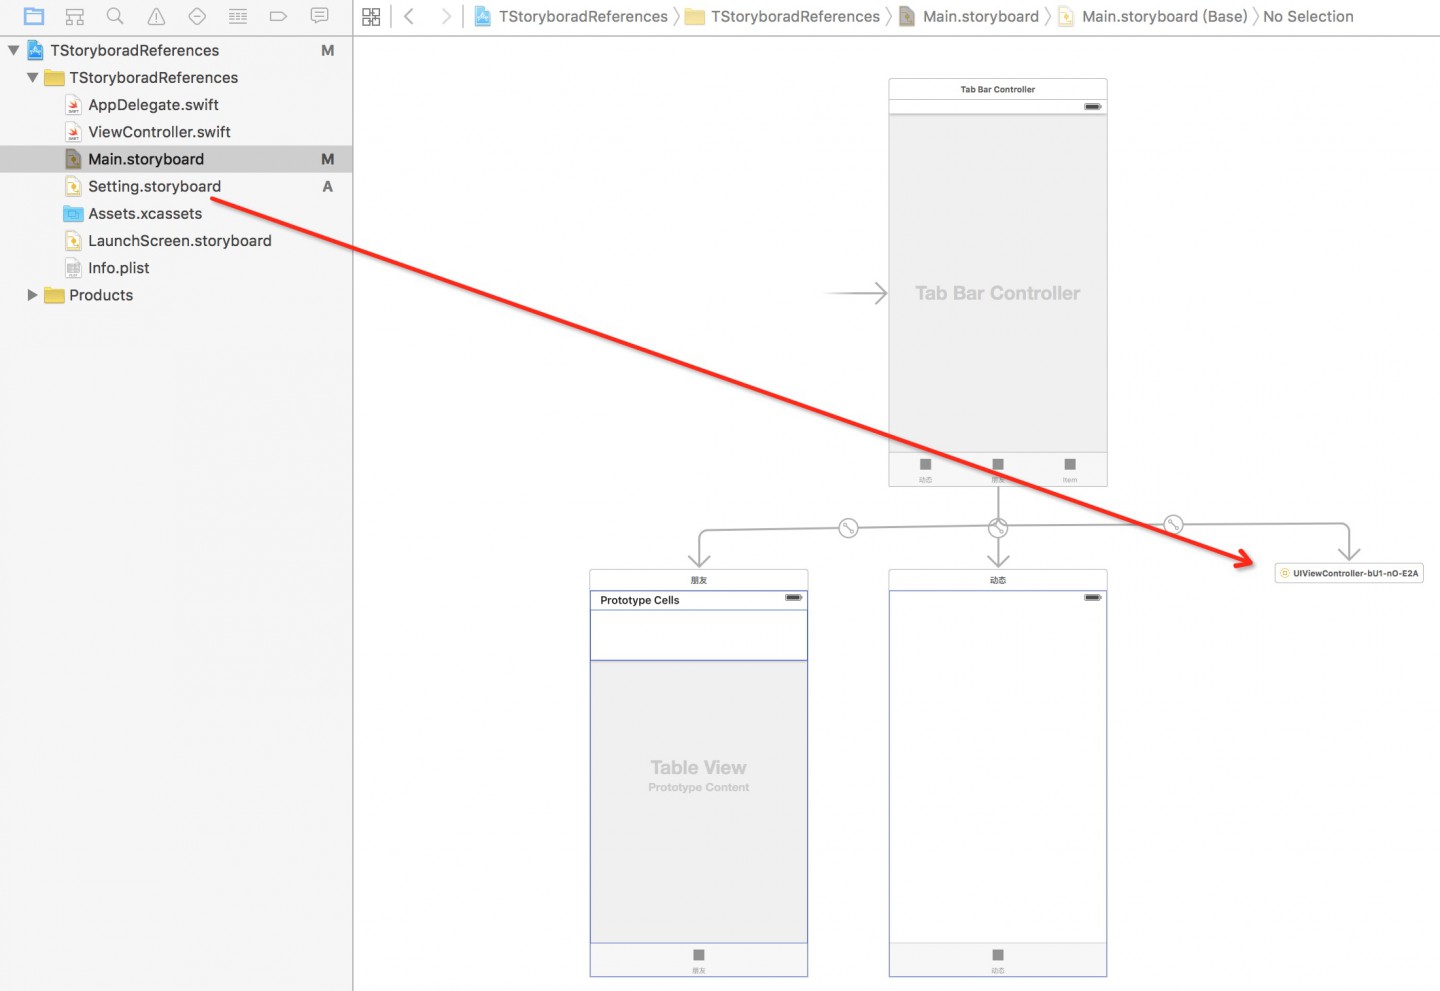 TStoryboradReferences 〉 TStoryboradReferences 〉 Main.storyboard 〉 Main.storyboard (Base) 〉 No Selection
TStoryboradReferences M
TStoryboradReferences
AppDelegate.swift
ViewController.swift
Main.storyboard M
Setting.storyboard A
Assets.xcassets
LaunchScreen.storyboard
Info.plist
Products
Tab Bar Controller
Tab Bar Controller
动态 朋友 Item
朋友
Prototype Cells
Table View
Prototype Content
朋友
动态
动态
UIViewController-bU1-nO-E2A